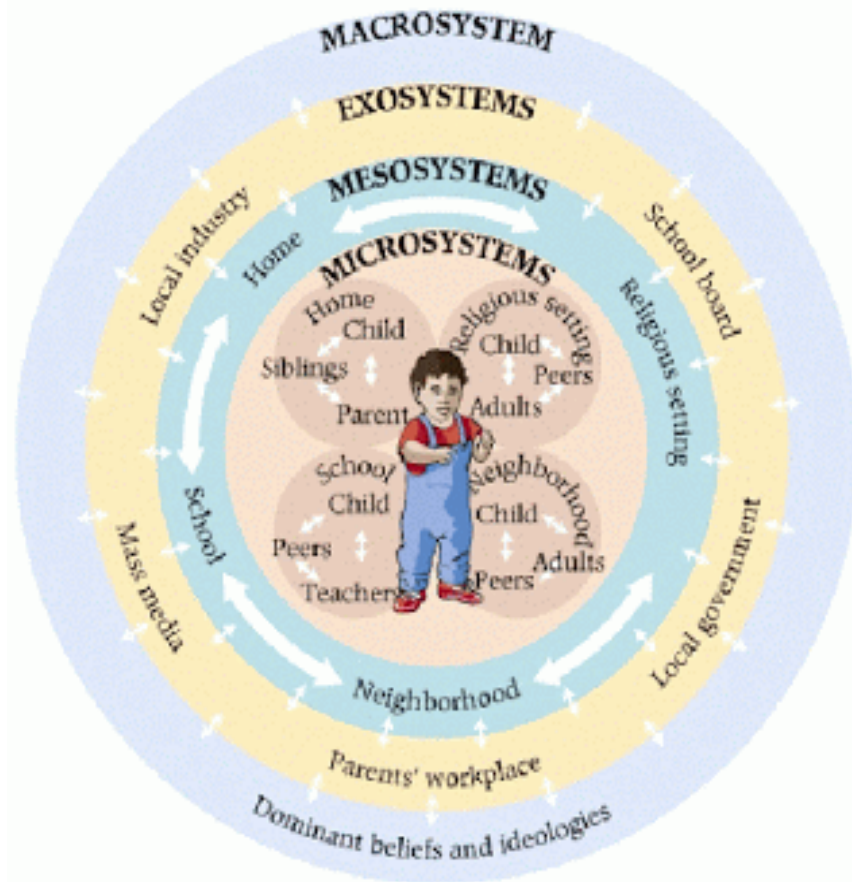 MACROSYSTEM
EXOSYSTEMS
MESOSYSTEMS
MICROSYSTEMS
Local industry
Home
School board
Religious setting
Home
Child
Siblings
Parent
Religious setting
Child
Peers
Adults
School
Child
Peers
Teachers
Neighborhood
Child
Adults
Peers
School
Mass media
Local government
Neighborhood
Parents' workplace
Dominant beliefs and ideologies